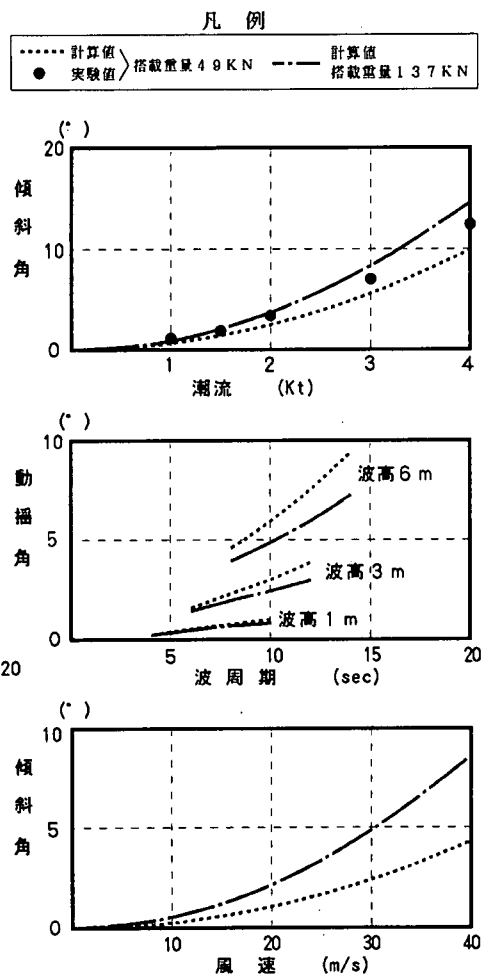 凡 例
計算値
実験値
搭載重量49KN
計算値
搭載重量137KN
(°)
20
10
0
傾斜角
1 2 3 4
潮流 (Kt)
(°)
10
5
0
動揺角
波高6m
波高3m
波高1m
5 10 15 20
波周期 (sec)
20
(°)
10
5
0
傾斜角
10 20 30 40
風速 (m/s)